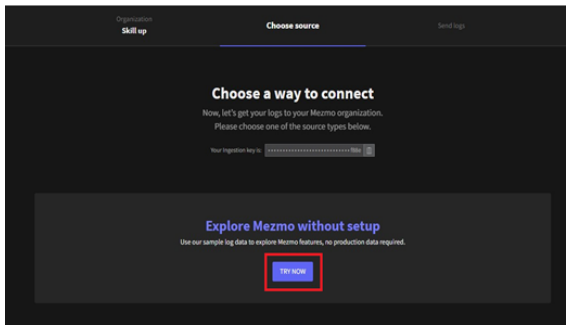 Organization
Skill up
Choose source
Send logs
Choose a way to connect
Now, let's get your logs to your Mezmo organization.
Please choose one of the source types below.
Your Ingestion key is:
Explore Mezmo without setup
Use our sample log data to explore Mezmo features, no production data required.
TRY NOW